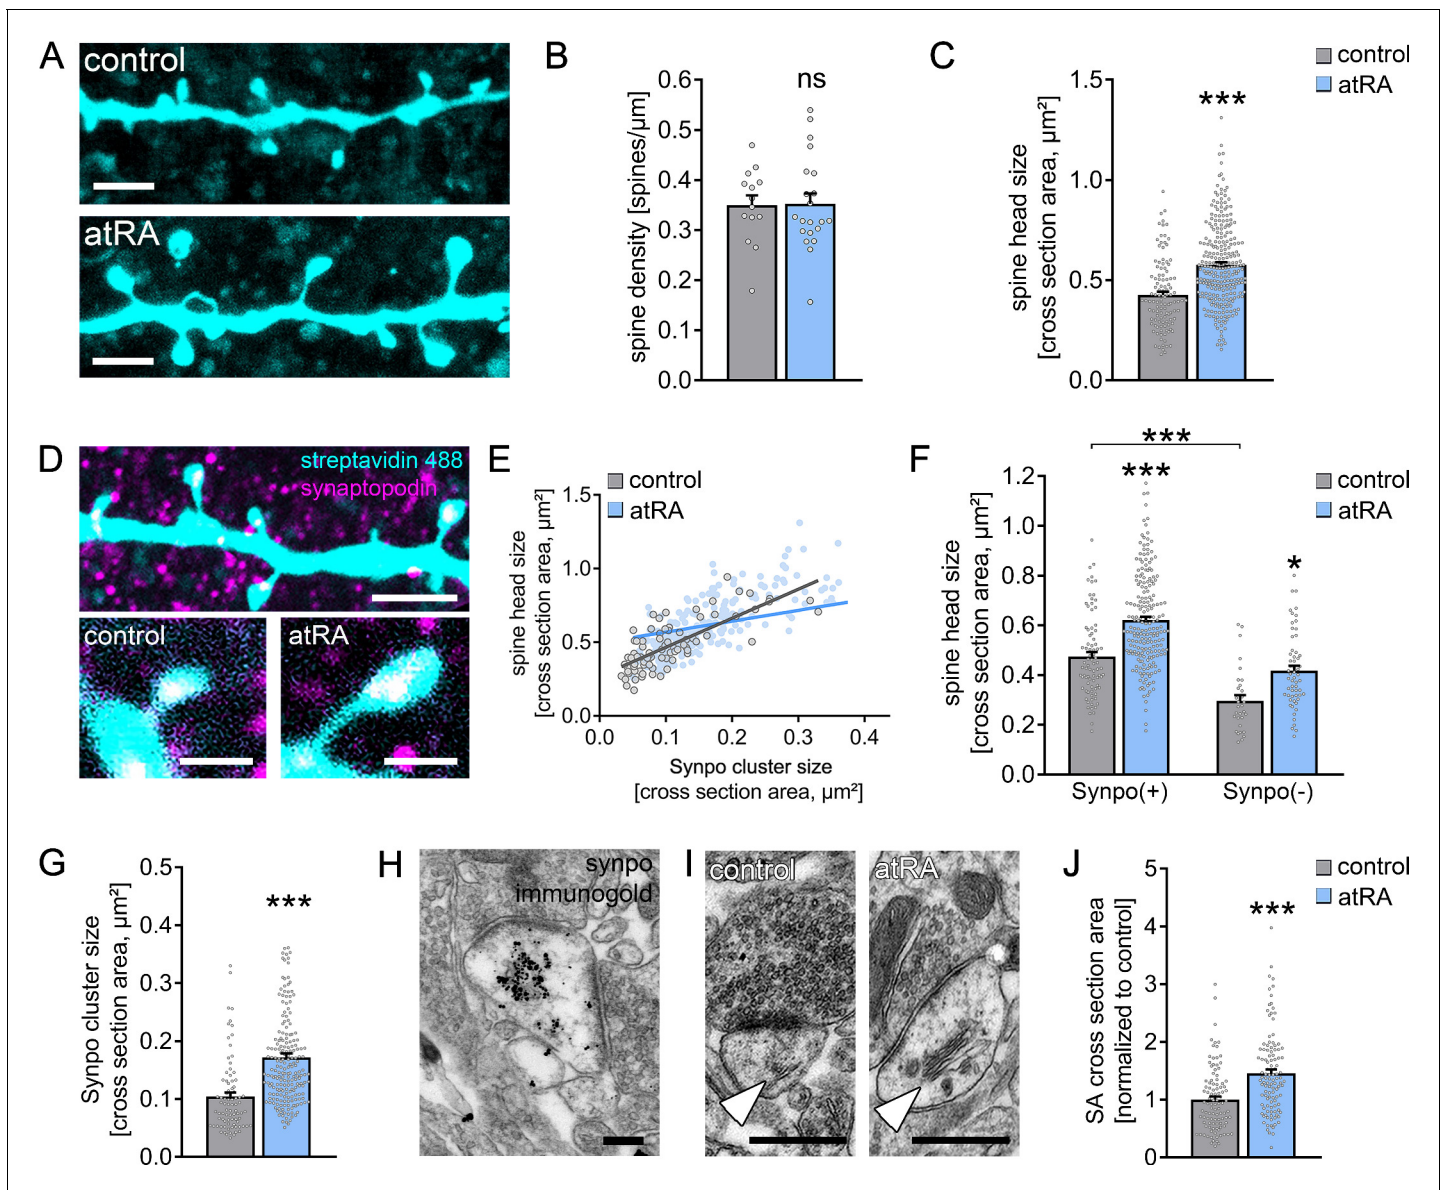 A
control
atRA
B
spine density [spines/µm]
0.6
0.5
0.4
0.3
0.2
0.1
0.0
ns
C
spine head size
[cross section area, µm²]
1.5
1.0
0.5
0.0
***
control
atRA
D
streptavidin 488
synaptopodin
control
atRA
E
control
atRA
spine head size
[cross section area, µm²]
1.5
1.0
0.5
0.0
0.0 0.1 0.2 0.3 0.4
Synpo cluster size
[cross section area, µm²]
F
spine head size
[cross section area, µm²]
1.2
1.0
0.8
0.6
0.4
0.2
0.0
***
***
*
Synpo(+) Synpo(-)
control
atRA
G
Synpo cluster size
[cross section area, µm²]
0.5
0.4
0.3
0.2
0.1
0.0
***
H
synpo
immunogold
I
control
atRA
J
SA cross section area
[normalized to control]
5
4
3
2
1
0
***
control
atRA